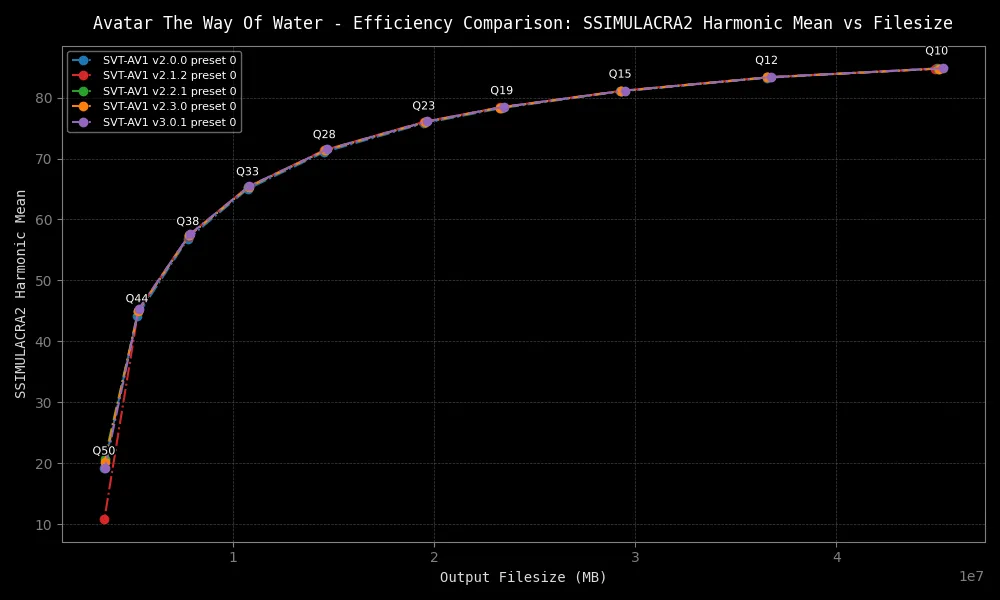 Avatar The Way Of Water - Efficiency Comparison: SSIMULACRA2 Harmonic Mean vs Filesize
SVT-AV1 v2.0.0 preset 0
SVT-AV1 v2.1.2 preset 0
SVT-AV1 v2.2.1 preset 0
SVT-AV1 v2.3.0 preset 0
SVT-AV1 v3.0.1 preset 0
Q10
Q12
Q15
Q19
Q23
Q28
Q33
Q38
Q44
Q50
SSIMULACRA2 Harmonic Mean
80
70
60
50
40
30
20
10
1
2
3
4
1e7
Output Filesize (MB)